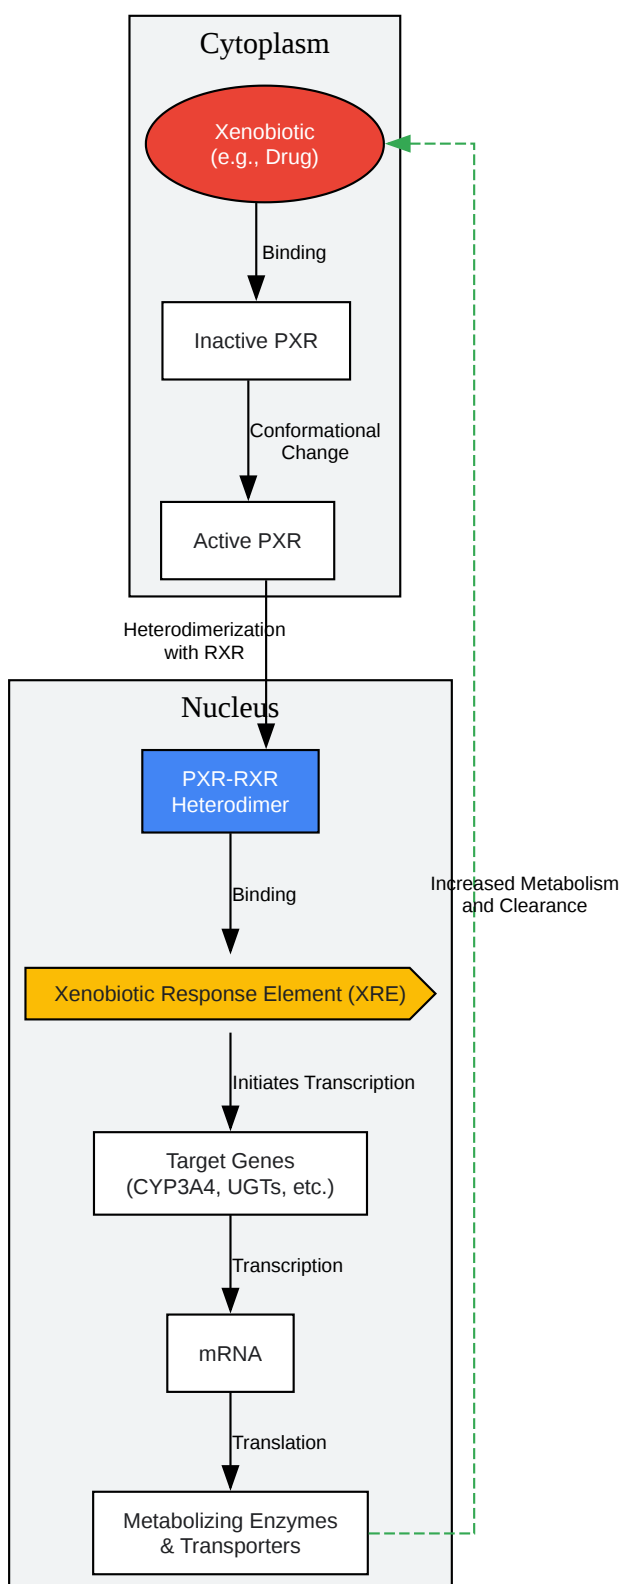 Cytoplasm
Xenobiotic
(e.g., Drug)
Binding
Inactive PXR
Conformational
Change
Active PXR
Heterodimerization
with RXR
Nucleus
PXR-RXR
Heterodimer
Increased Metabolism
and Clearance
Binding
Xenobiotic Response Element (XRE)
Initiates Transcription
Target Genes
(CYP3A4, UGTs, etc.)
Transcription
mRNA
Translation
Metabolizing Enzymes
& Transporters